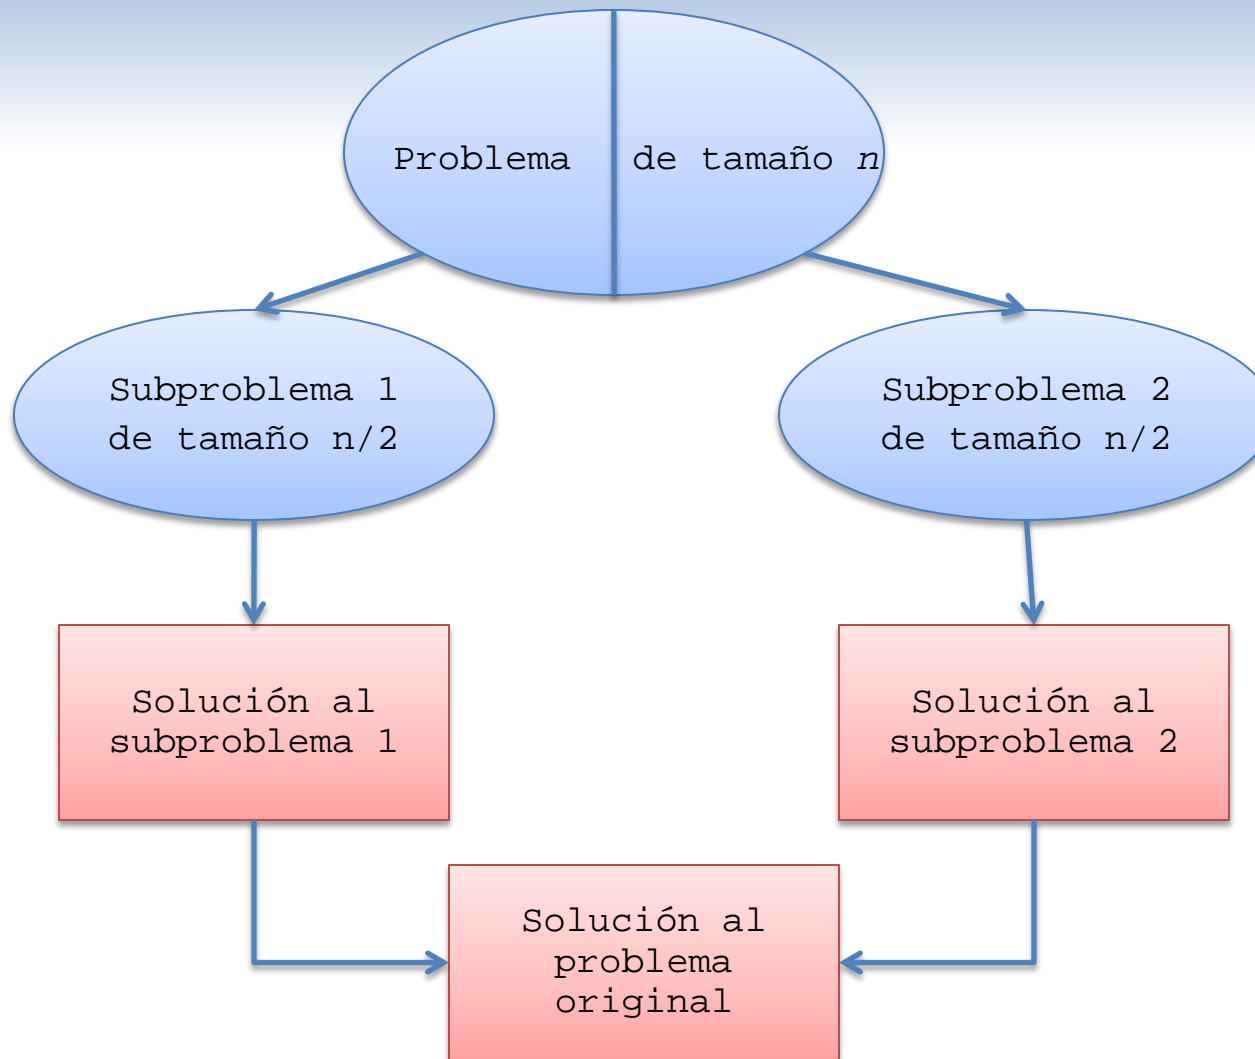 Problema de tamaño n
Subproblema 1
de tamaño n/2
Subproblema 2
de tamaño n/2
Solución al
subproblema 1
Solución al
subproblema 2
Solución al
problema
original